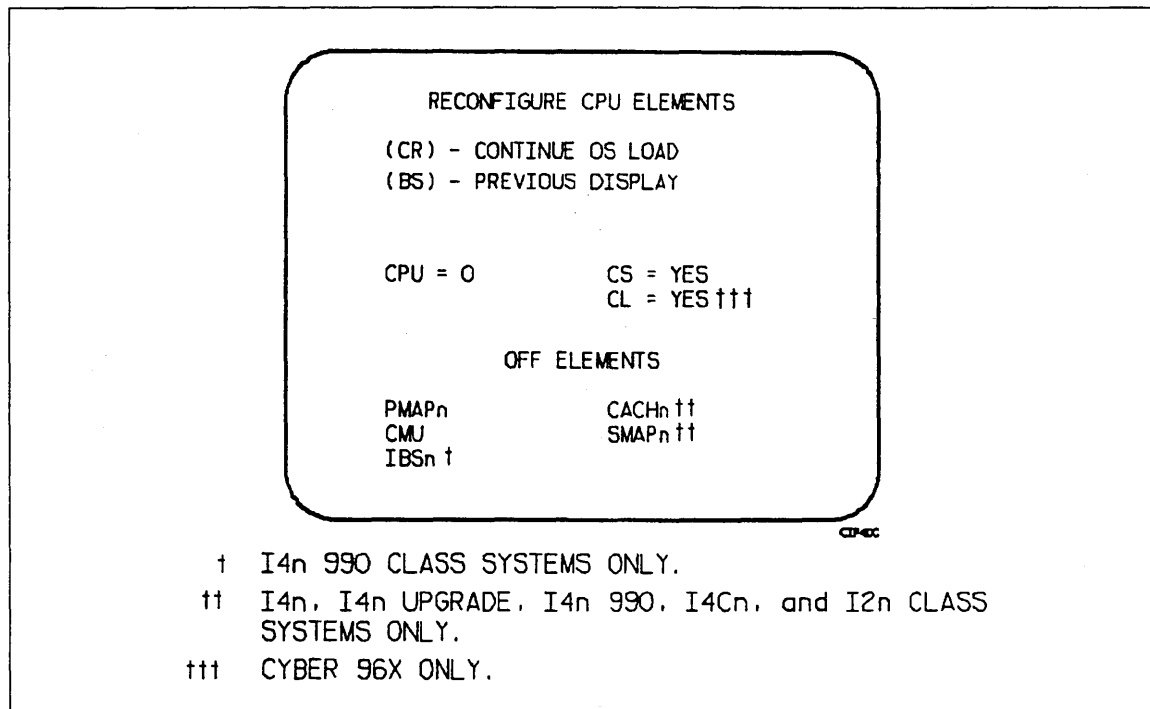 RECONFIGURE CPU ELEMENTS
(CR) - CONTINUE OS LOAD
(BS) - PREVIOUS DISPLAY
CPU = 0 CS = YES
CL = YES †††
OFF ELEMENTS
PMAPn CACHn ††
CMU SMAPn ††
IBSn †
† I4n 990 CLASS SYSTEMS ONLY.
†† I4n, I4n UPGRADE, I4n 990, I4Cn, and I2n CLASS
SYSTEMS ONLY.
††† CYBER 96X ONLY.